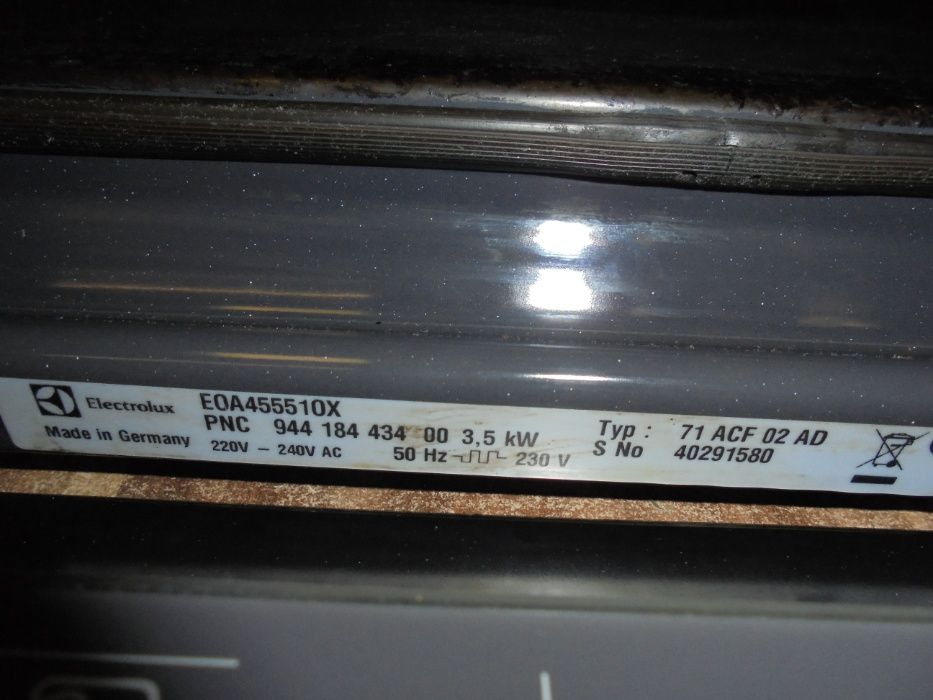 Electrolux EOA45551OX
PNC 944 184 434 00 3,5 kW Typ : 71 ACF 02 AD
Made in Germany 220V - 240V AC 50 Hz 230 V S No 40291580